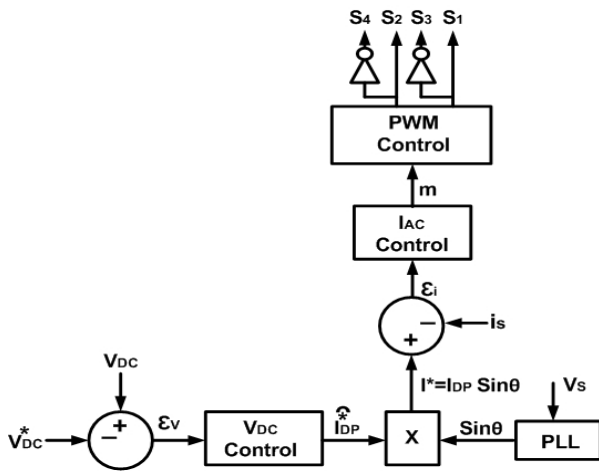 S4 S2 S3 S1
PWM
Control
m
IAC
Control
εi
−
+
is
VDC
I*=IDP Sinθ
VS
V*DC
−
+
εV
VDC
Control
Î*DP
X
Sinθ
PLL